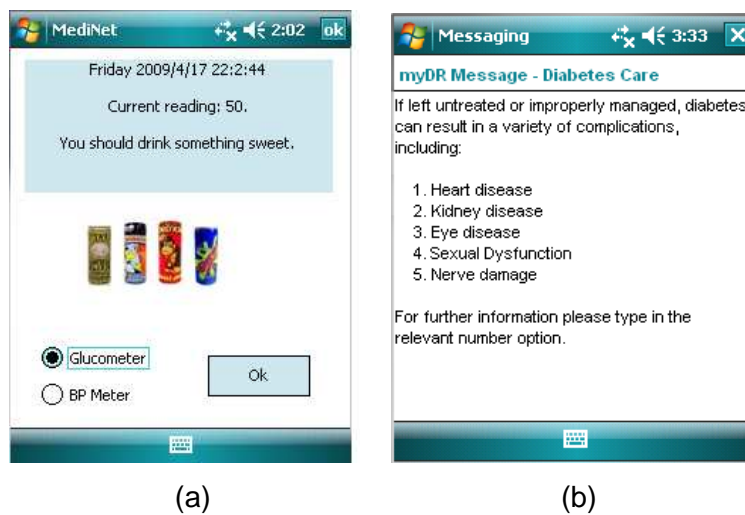 MediNet 2:02 ok
Friday 2009/4/17 22:2:44
Current reading: 50.
You should drink something sweet.
Glucometer
Ok
BP Meter
(a)
Messaging 3:33
myDR Message - Diabetes Care
If left untreated or improperly managed, diabetes
can result in a variety of complications,
including:
1. Heart disease
2. Kidney disease
3. Eye disease
4. Sexual Dysfunction
5. Nerve damage
For further information please type in the
relevant number option.
(b)